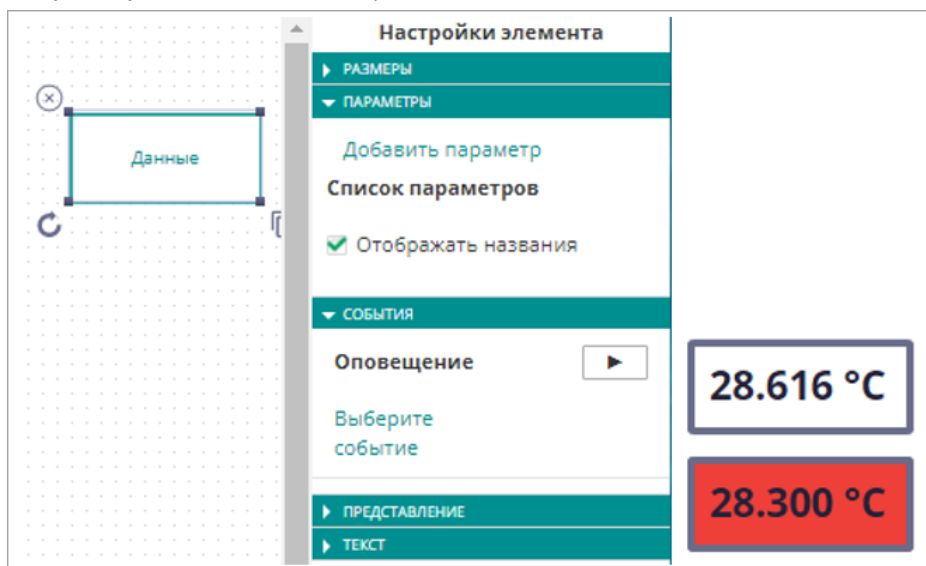 Настройки элемента
РАЗМЕРЫ
ПАРАМЕТРЫ
Данные
Добавить параметр
Список параметров
Отображать названия
СОБЫТИЯ
Оповещение
Выберите
событие
28.616 °C
28.300 °C
ПРЕДСТАВЛЕНИЕ
ТЕКСТ